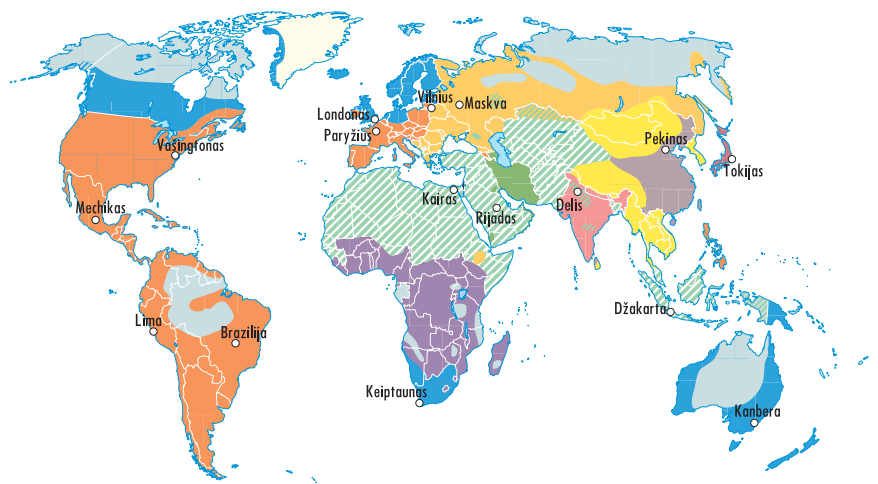 Vilnius
Maskva
Londonas
Paryžius
Vašingtonas
Pekinas
Tokijas
Kairas
Delis
Mechikas
Rijadas
Džakarta
Lima
Brazilija
Keiptaunas
Kanbera